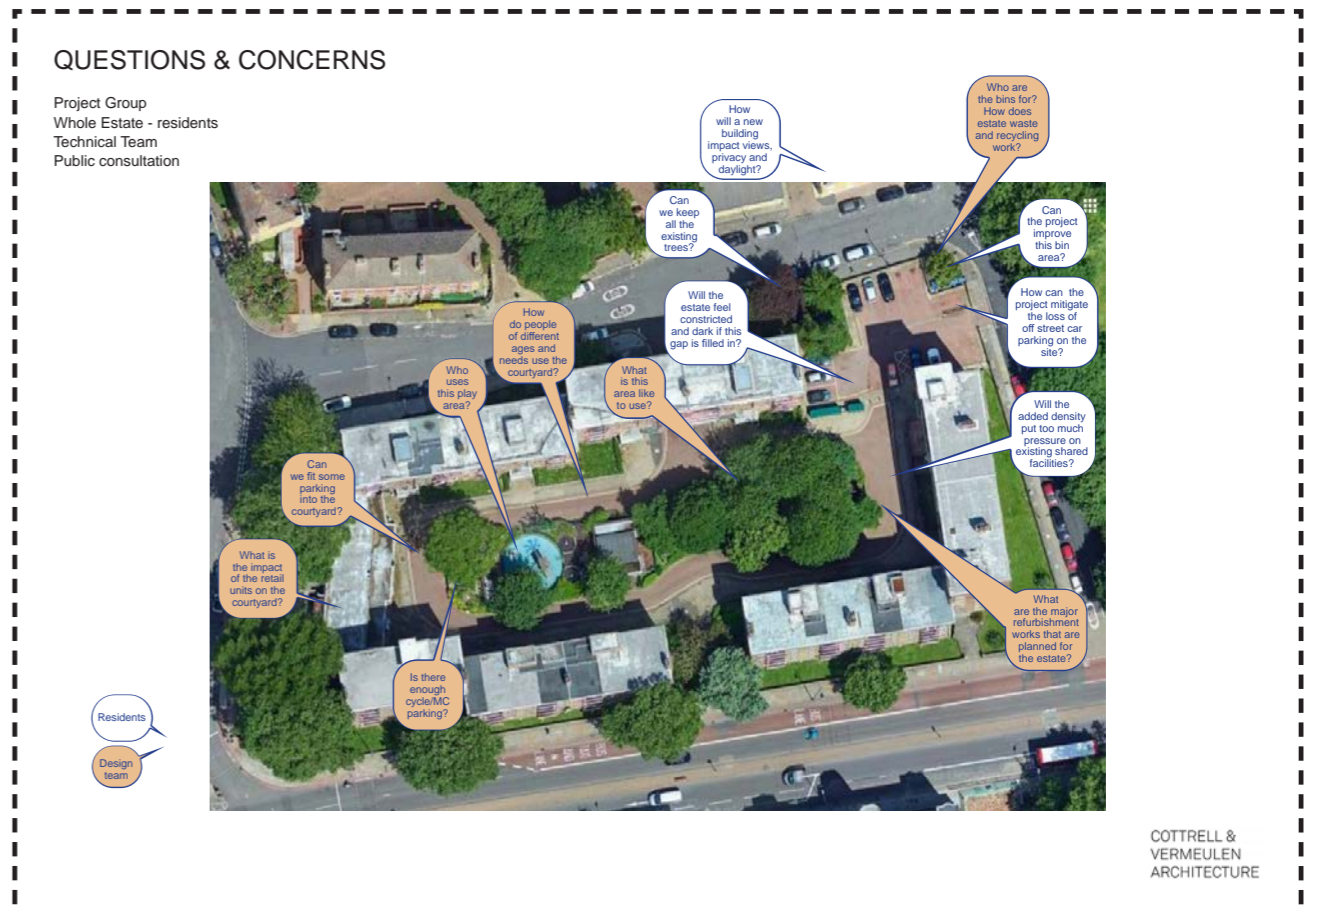 QUESTIONS & CONCERNS
Project Group
Whole Estate - residents
Technical Team
Public consultation
How
will a new
building
impact views,
privacy and
daylight?
Who are
the bins for?
How does
estate waste
and recycling
work?
Can
we keep
all the
existing
trees?
Can
the project
improve
this bin
area?
Will the
estate feel
constricted
and dark if this
gap is filled in?
How can the
project mitigate
the loss of
off street car
parking on the
site?
How
do people
of different
ages and
needs use the
courtyard?
Who
uses
this play
area?
What
is this
area like
to use?
Will the
added density
put too much
pressure on
existing shared
facilities?
Can
we fit some
parking
into the
courtyard?
What is
the impact
of the retail
units on the
courtyard?
What
are the major
refurbishment
works that are
planned for
the estate?
Is there
enough
cycle/MC
parking?
Residents
Design
team
COTTRELL &
VERMEULEN
ARCHITECTURE